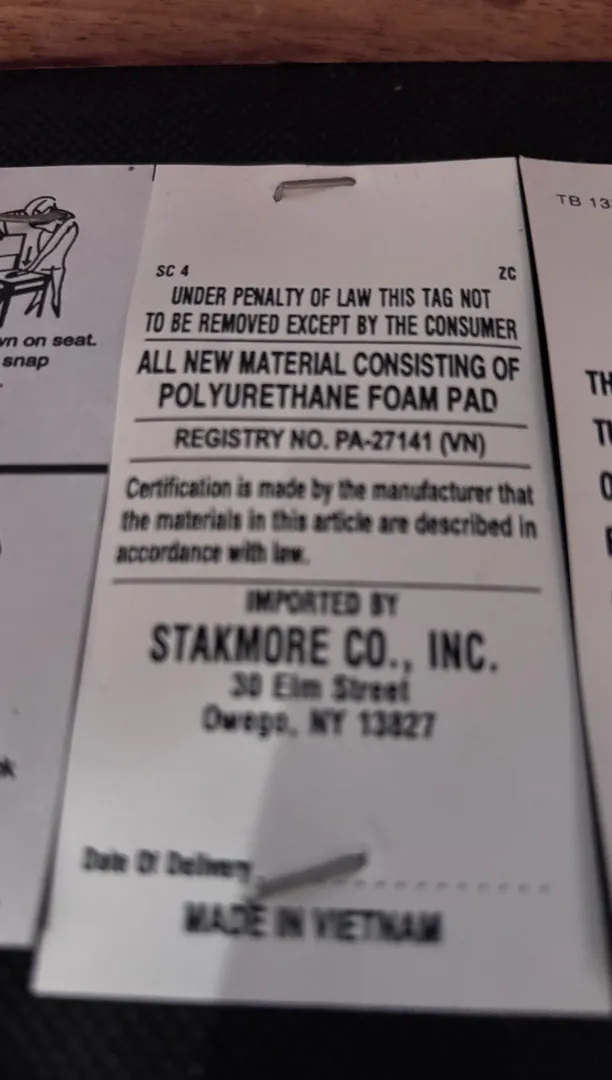 wn on seat.
snap
SC 4 ZC
UNDER PENALTY OF LAW THIS TAG NOT
TO BE REMOVED EXCEPT BY THE CONSUMER
ALL NEW MATERIAL CONSISTING OF
POLYURETHANE FOAM PAD
REGISTRY NO. PA-27141 (VN)
Certification is made by the manufacturer that
the materials in this article are described in
accordance with law.
IMPORTED BY
STAKMORE CO., INC.
30 Elm Street
Owego, NY 13827
Date Of Delivery
MADE IN VIETNAM
TB 13
TH